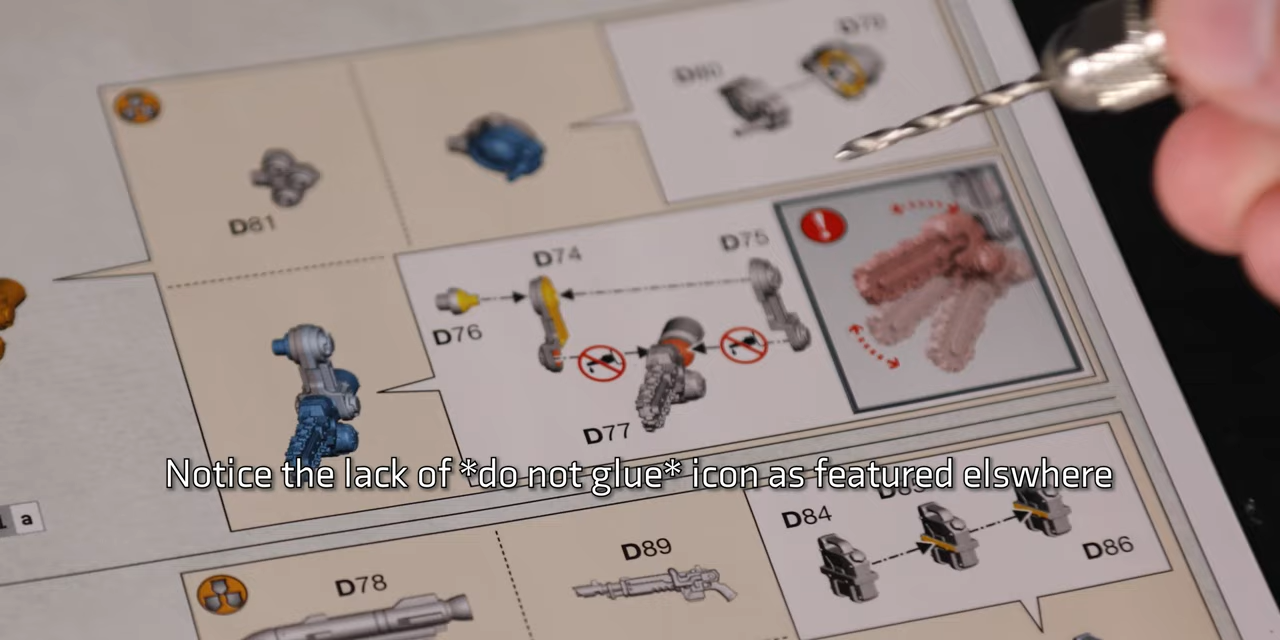 D79
D80
D81
D74
D75
D76
D77
Notice the lack of *do not glue* icon as featured elswhere
a
D84
D86
D89
D78